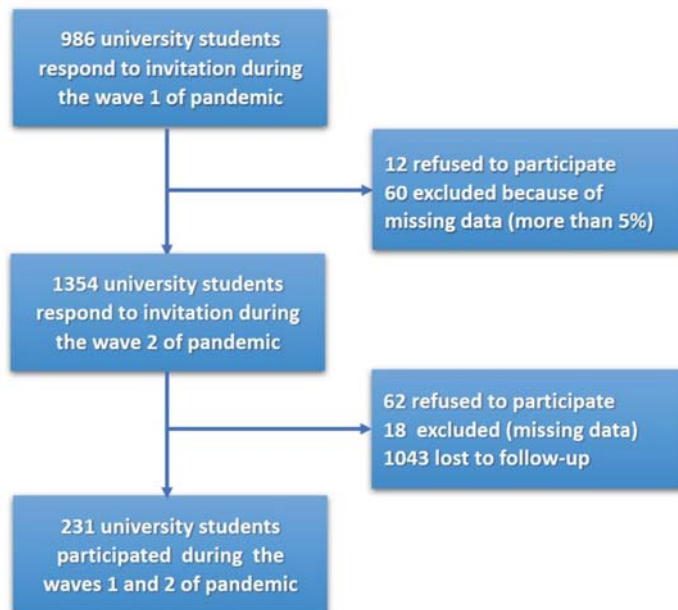 986 university students
respond to invitation during
the wave 1 of pandemic
12 refused to participate
60 excluded because of
missing data (more than 5%)
1354 university students
respond to invitation during
the wave 2 of pandemic
62 refused to participate
18 excluded (missing data)
1043 lost to follow-up
231 university students
participated during the
waves 1 and 2 of pandemic